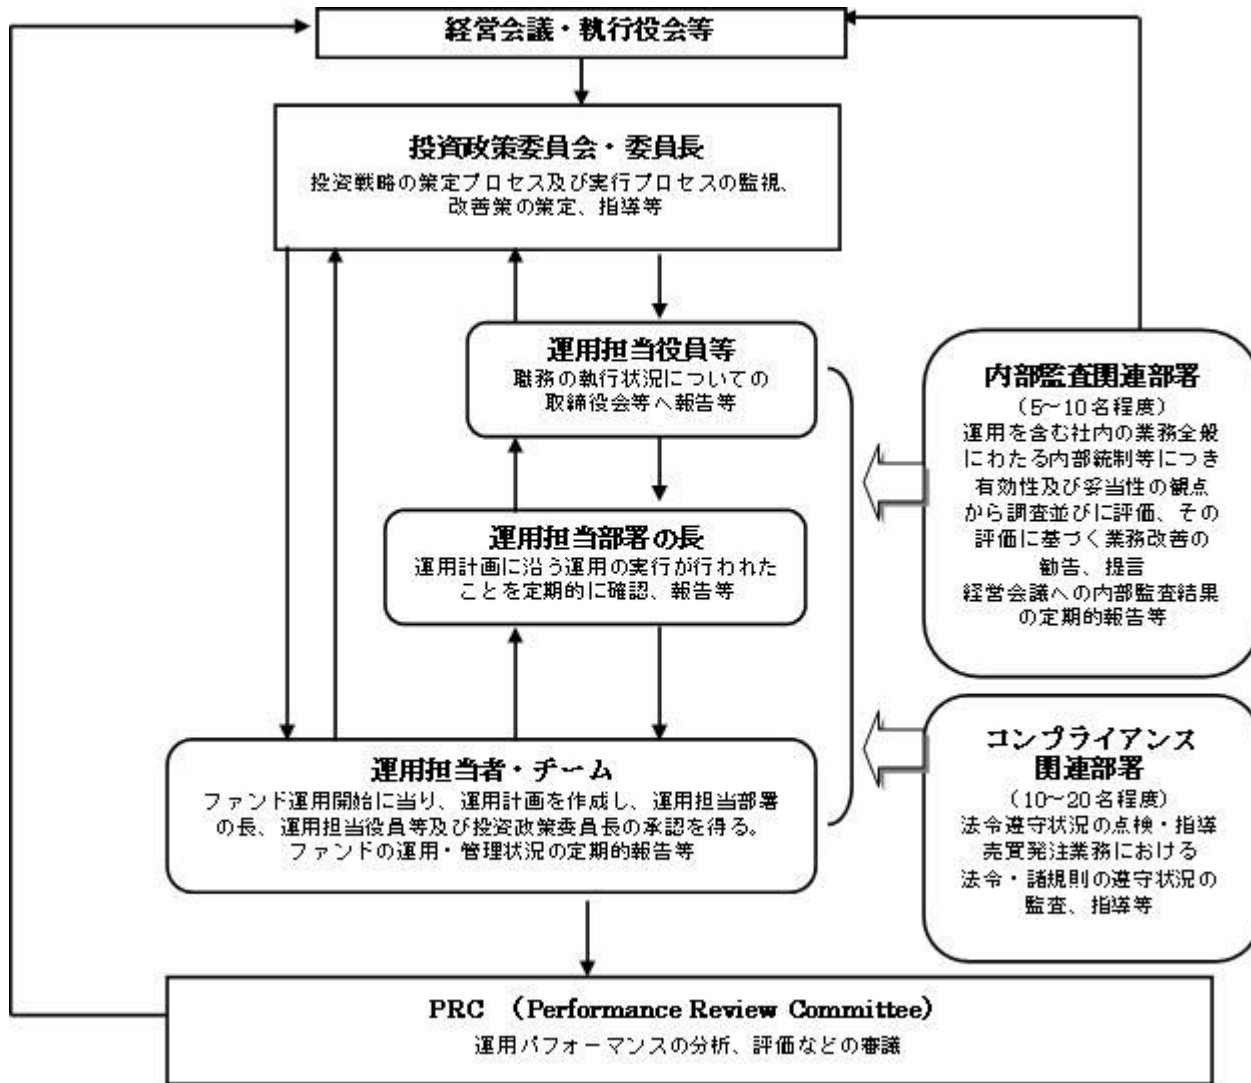 経営会議・執行役会等
投資政策委員会・委員長
投資戦略の策定プロセス及び実行プロセスの監視、
改善策の策定、指導等
運用担当役員等
職務の執行状況についての
取締役会等へ報告等
運用担当部署の長
運用計画に沿う運用の実行が行われた
ことを定期的に確認、報告等
運用担当者・チーム
ファンド運用開始に当り、運用計画を作成し、運用担当部署
の長、運用担当役員等及び投資政策委員長の承認を得る。
ファンドの運用・管理状況の定期的報告等
内部監査関連部署
（5～10名程度）
運用を含む社内の業務全般
にわたる内部統制等につき
有効性及び妥当性の観点
から調査並びに評価、その
評価に基づく業務改善の
勧告、提言
経営会議への内部監査結果
の定期的報告等
コンプライアンス
関連部署
（10～20名程度）
法令遵守状況の点検・指導
売買発注業務における
法令・諸規則の遵守状況の
監査、指導等
PRC （Performance Review Committee）
運用パフォーマンスの分析、評価などの審議